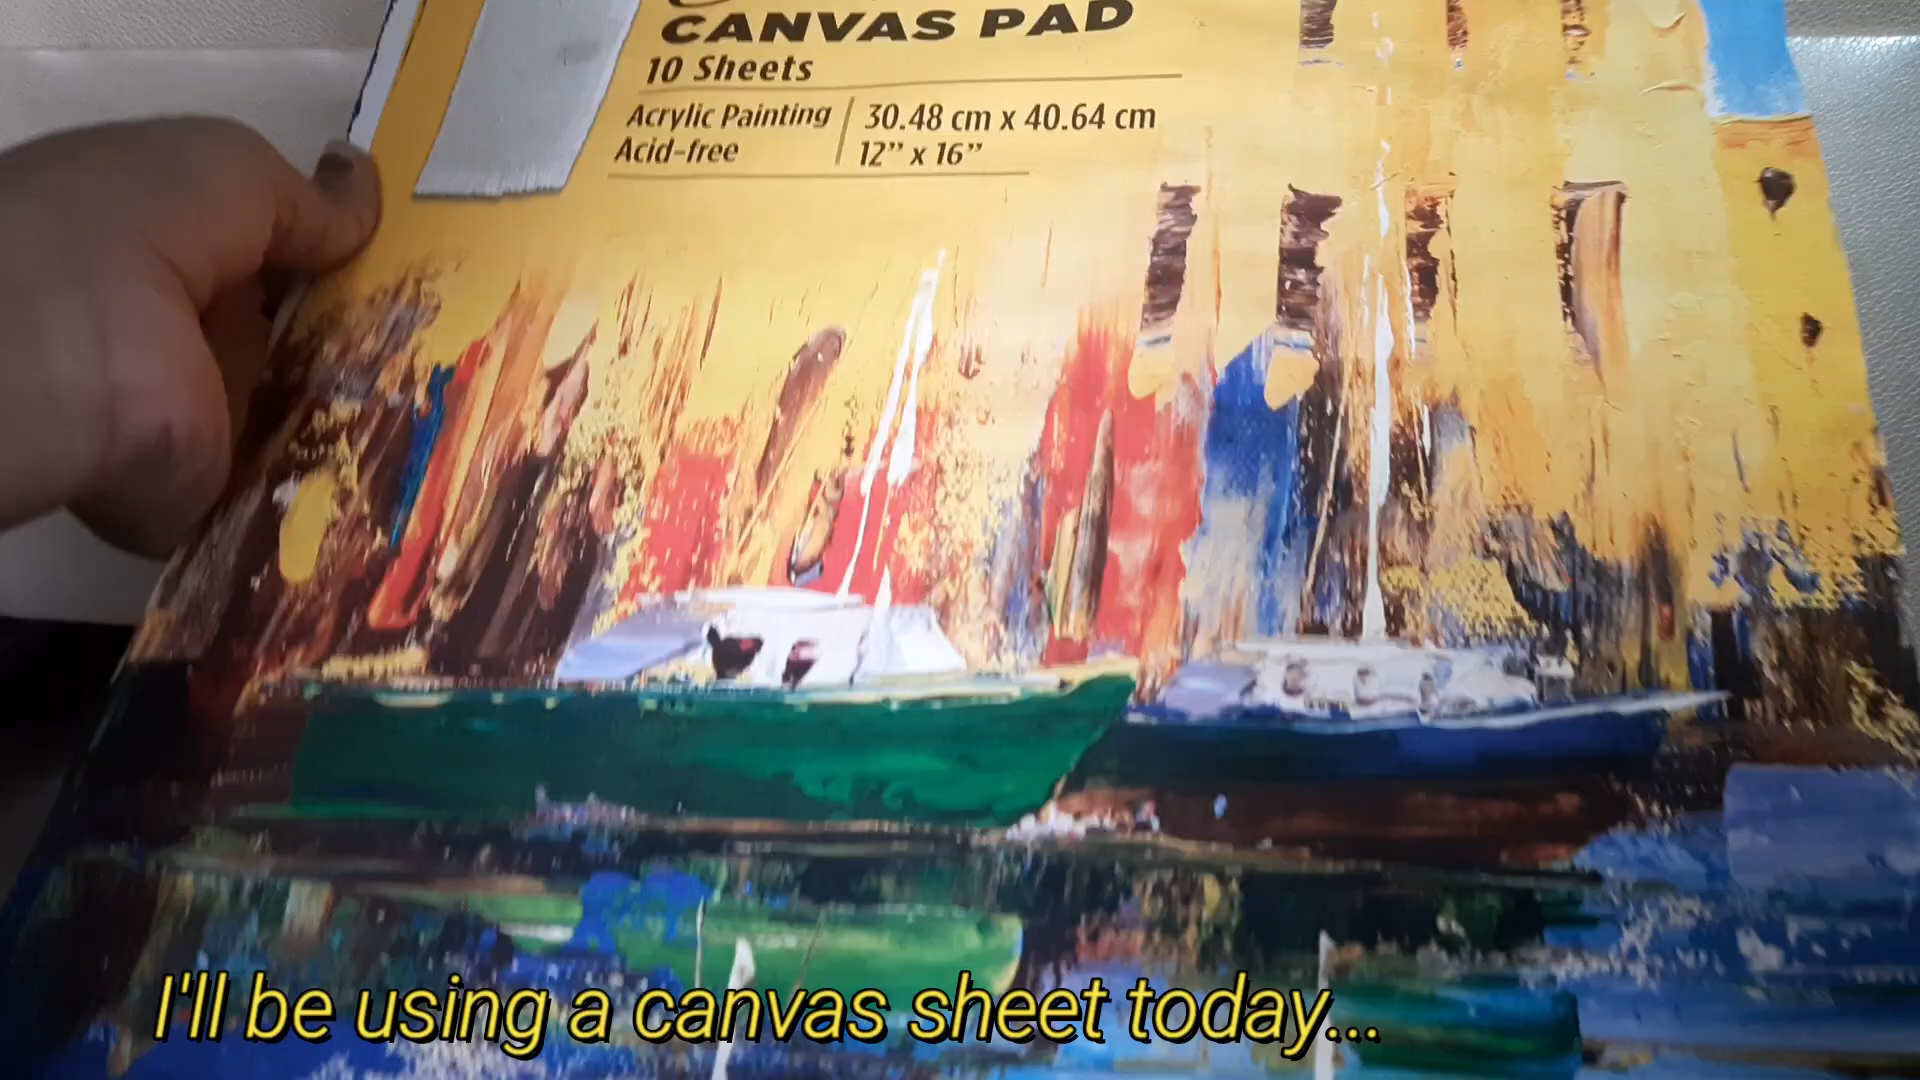 CANVAS PAD
10 Sheets
Acrylic Painting | 30.48 cm x 40.64 cm
Acid-free | 12" x 16"
I'll be using a canvas sheet today...